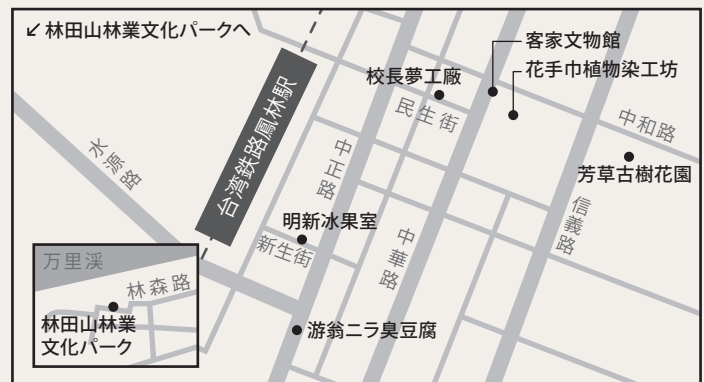 ↙林田山林業文化パークへ
客家文物館
校長夢工廠
花手巾植物染工坊
民生街
中和路
台湾鉄路鳳林駅
水源路
中正路
芳草古樹花園
信義路
明新冰果室
新生街
中華路
万里渓
林森路
林田山林業
文化パーク
游翁ニラ臭豆腐